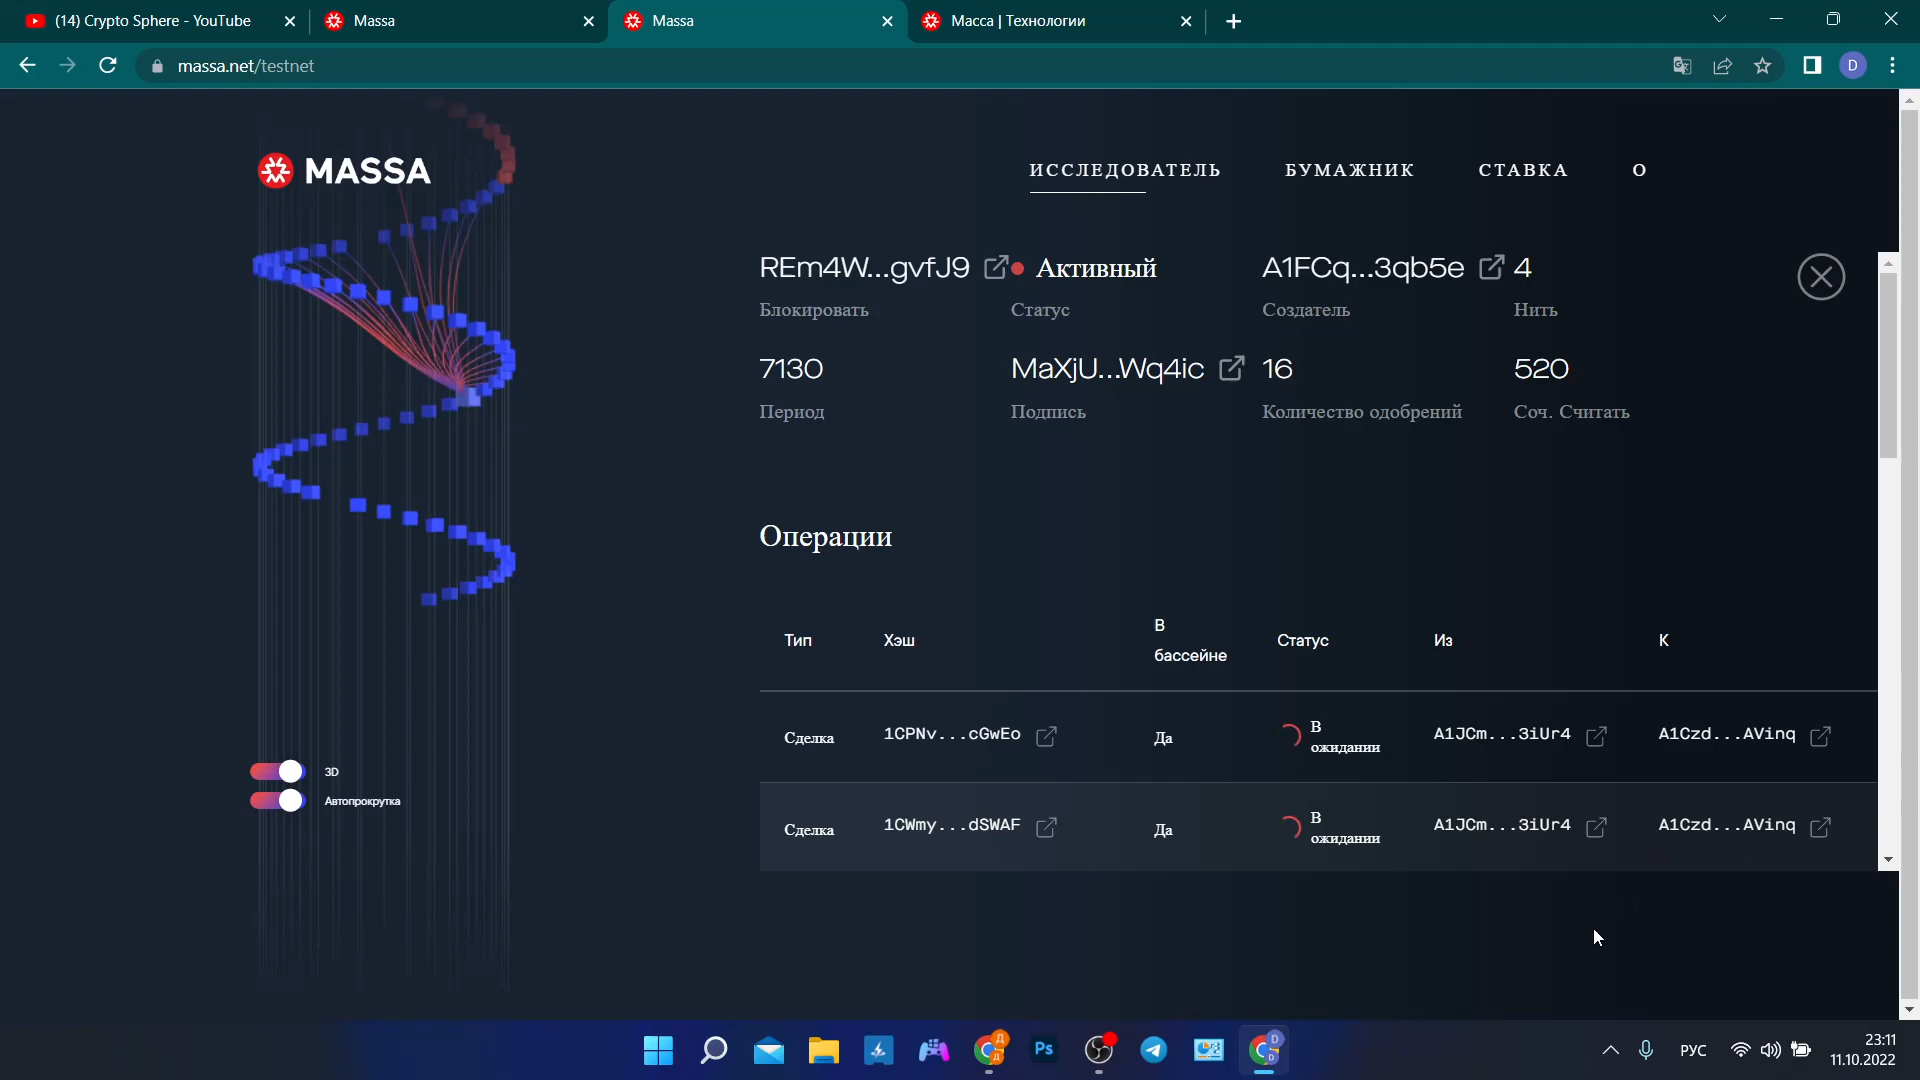 (14) Crypto Sphere - YouTube
Massa
Massa
Масса | Технологии
massa.net/testnet
D
MASSA
ИССЛЕДОВАТЕЛЬ
БУМАЖНИК
СТАВКА
О
REm4W...gvfJ9
Активный
A1FCq...3qb5e
4
Блокировать
Статус
Создатель
Нить
7130
MaXjU...Wq4ic
16
520
Период
Подпись
Количество одобрений
Соч. Считать
Операции
Тип
Хэш
В
бассейне
Статус
Из
К
Сделка
1CPNv...cGwEo
Да
В
ожидании
A1JCm...3iUr4
A1Czd...AVinq
Сделка
1CWmy...dSWAF
Да
В
ожидании
A1JCm...3iUr4
A1Czd...AVinq
3D
Автопрокрутка
Д
Д
Ps
D
D
РУС
23:11
11.10.2022